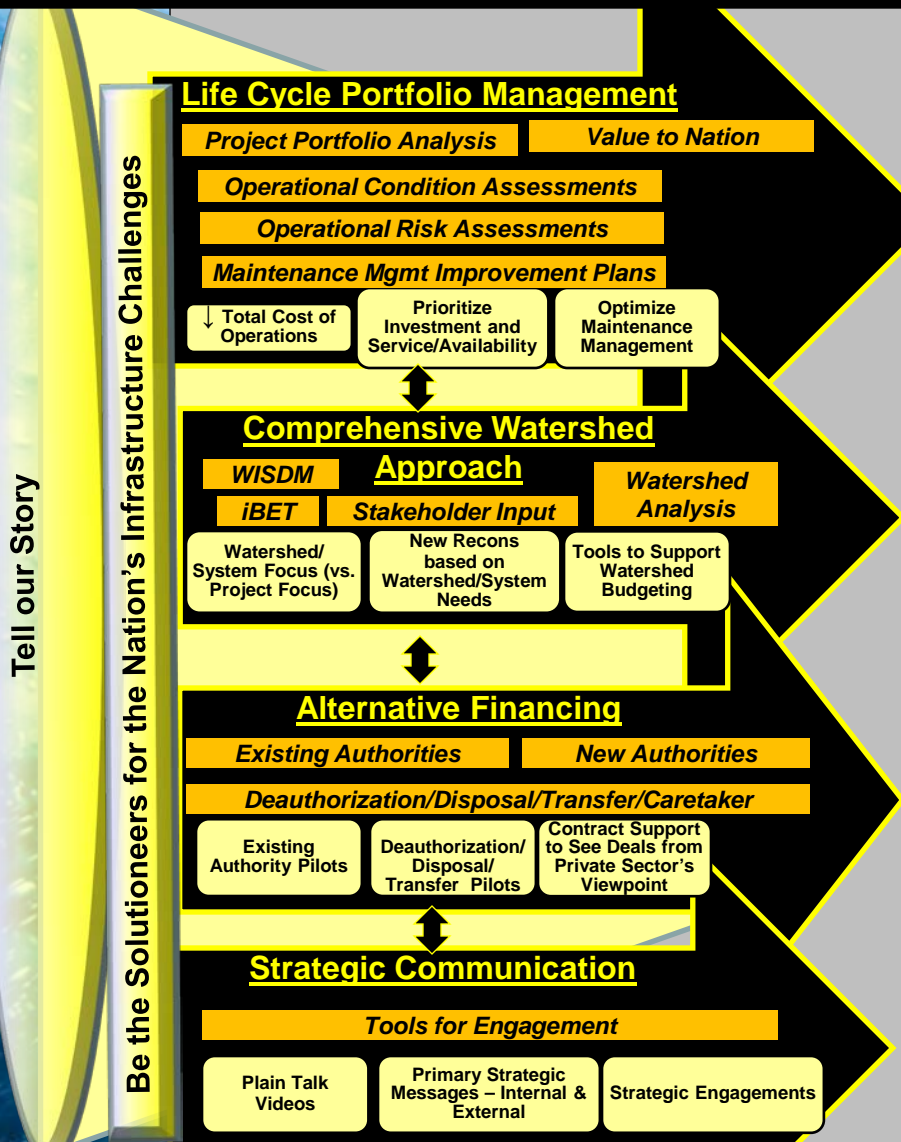 Tell our Story
Be the Solutioneers for the Nation's Infrastructure Challenges
Life Cycle Portfolio Management
Project Portfolio Analysis
Value to Nation
Operational Condition Assessments
Operational Risk Assessments
Maintenance Mgmt Improvement Plans
↓ Total Cost of
Operations
Prioritize
Investment and
Service/Availability
Optimize
Maintenance
Management
Comprehensive Watershed
Approach
WISDM
iBET
Stakeholder Input
Watershed
Analysis
Watershed/
System Focus (vs.
Project Focus)
New Recons
based on
Watershed/System
Needs
Tools to Support
Watershed
Budgeting
Alternative Financing
Existing Authorities
New Authorities
Deauthorization/Disposal/Transfer/Caretaker
Existing
Authority Pilots
Deauthorization/
Disposal/
Transfer Pilots
Contract Support
to See Deals from
Private Sector's
Viewpoint
Strategic Communication
Tools for Engagement
Plain Talk
Videos
Primary Strategic
Messages – Internal &
External
Strategic Engagements